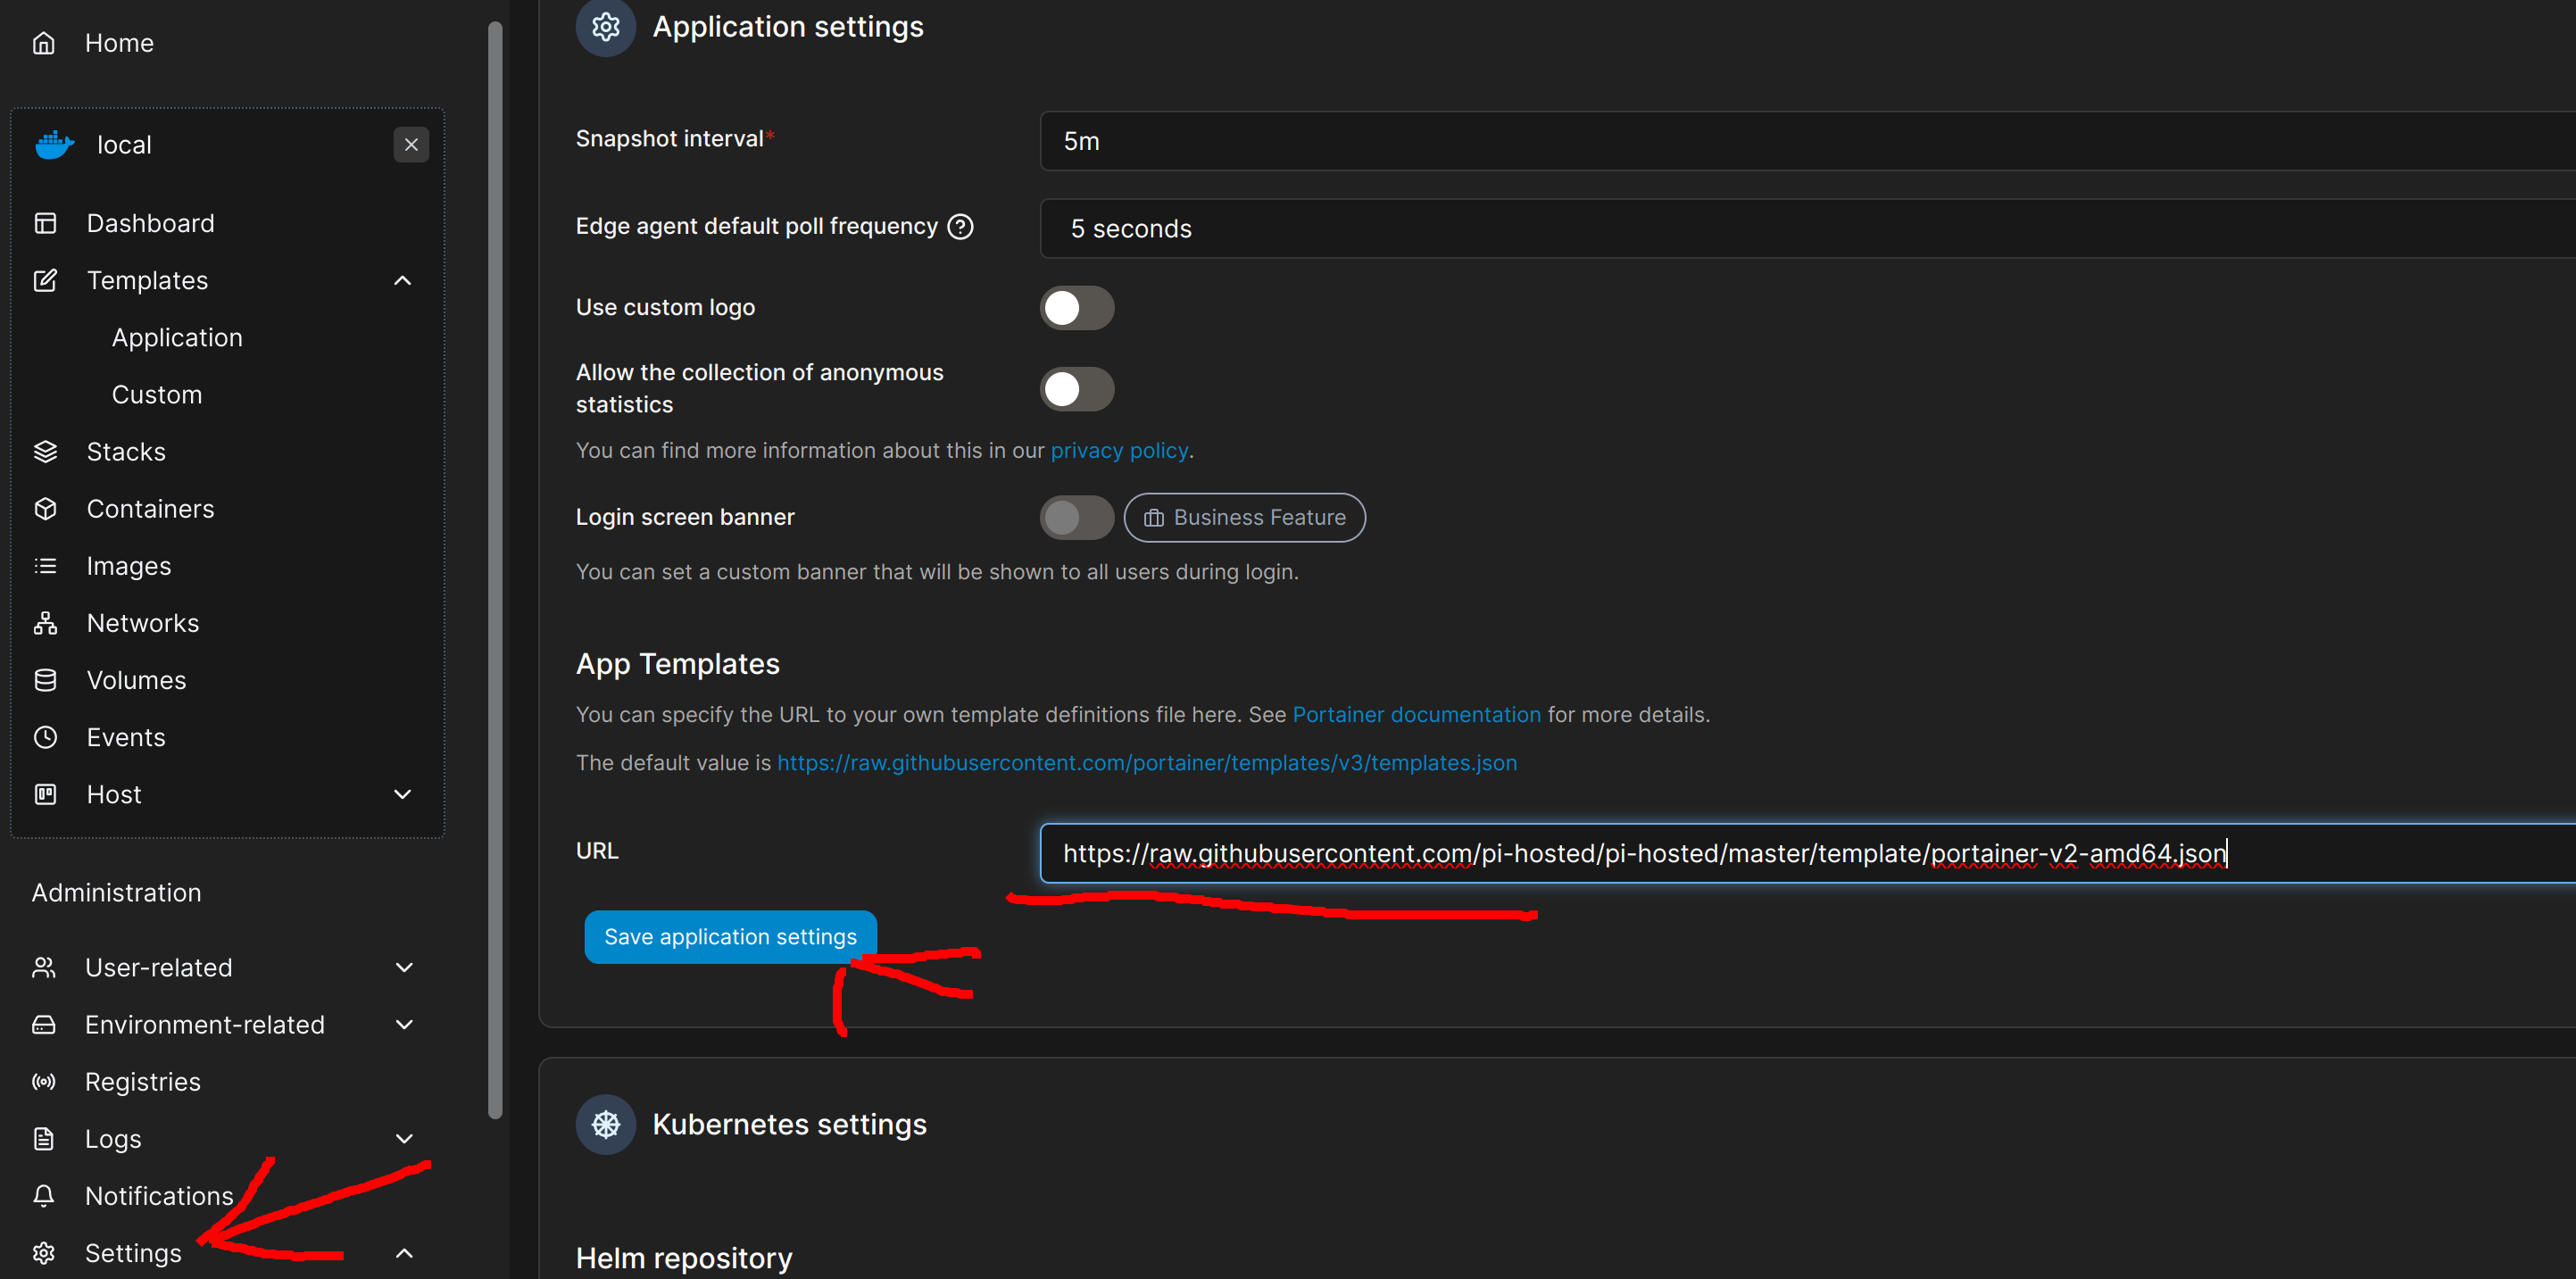 Home
local
Dashboard
Templates
Application
Custom
Stacks
Containers
Images
Networks
Volumes
Events
Host
Administration
User-related
Environment-related
Registries
Logs
Notifications
Settings
Application settings
Snapshot interval*
5m
Edge agent default poll frequency
5 seconds
Use custom logo
Allow the collection of anonymous
statistics
You can find more information about this in our privacy policy.
Login screen banner
Business Feature
You can set a custom banner that will be shown to all users during login.
App Templates
You can specify the URL to your own template definitions file here. See Portainer documentation for more details.
The default value is https://raw.githubusercontent.com/portainer/templates/v3/templates.json
URL
https://raw.githubusercontent.com/pi-hosted/pi-hosted/master/template/portainer-v2-amd64.json
Save application settings
Kubernetes settings
Helm repository